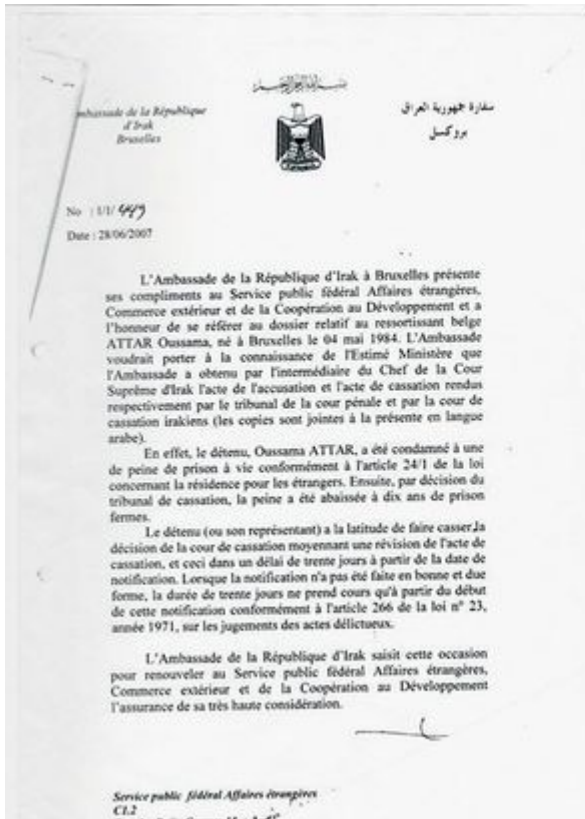 بسم الله الرحمن الرحيم
Ambassade de la République
d'Irak
Bruxelles
سفارة جمهورية العراق
بروكسل
No : 1/1/ 449
Date : 28/06/2007
L'Ambassade de la République d'Irak à Bruxelles présente
ses compliments au Service public fédéral Affaires étrangères,
Commerce extérieur et de la Coopération au Développement et a
l'honneur de se référer au dossier relatif au ressortissant belge
ATTAR Oussama, né à Bruxelles le 04 mai 1984. L'Ambassade
voudrait porter à la connaissance de l'Estimé Ministère que
l'Ambassade a obtenu par l'intermédiaire du Chef de la Cour
Suprême d'Irak l'acte de l'accusation et l'acte de cassation rendus
respectivement par le tribunal de la cour pénale et par la cour de
cassation irakiens (les copies sont jointes à la présente en langue
arabe).
En effet, le détenu, Oussama ATTAR, a été condamné à une
de peine de prison à vie conformément à l'article 24/1 de la loi
concernant la résidence pour les étrangers. Ensuite, par décision du
tribunal de cassation, la peine a été abaissée à dix ans de prison
fermes.
Le détenu (ou son représentant) a la latitude de faire casser la
décision de la cour de cassation moyennant une révision de l'acte de
cassation, et ceci dans un délai de trente jours à partir de la date de
notification. Lorsque la notification n'a pas été faite en bonne et due
forme, la durée de trente jours ne prend cours qu'à partir du début
de cette notification conformément à l'article 266 de la loi n° 23,
année 1971, sur les jugements des actes délictueux.
L'Ambassade de la République d'Irak saisit cette occasion
pour renouveler au Service public fédéral Affaires étrangères,
Commerce extérieur et de la Coopération au Développement
l'assurance de sa très haute considération.
Service public fédéral Affaires étrangères
C1.2